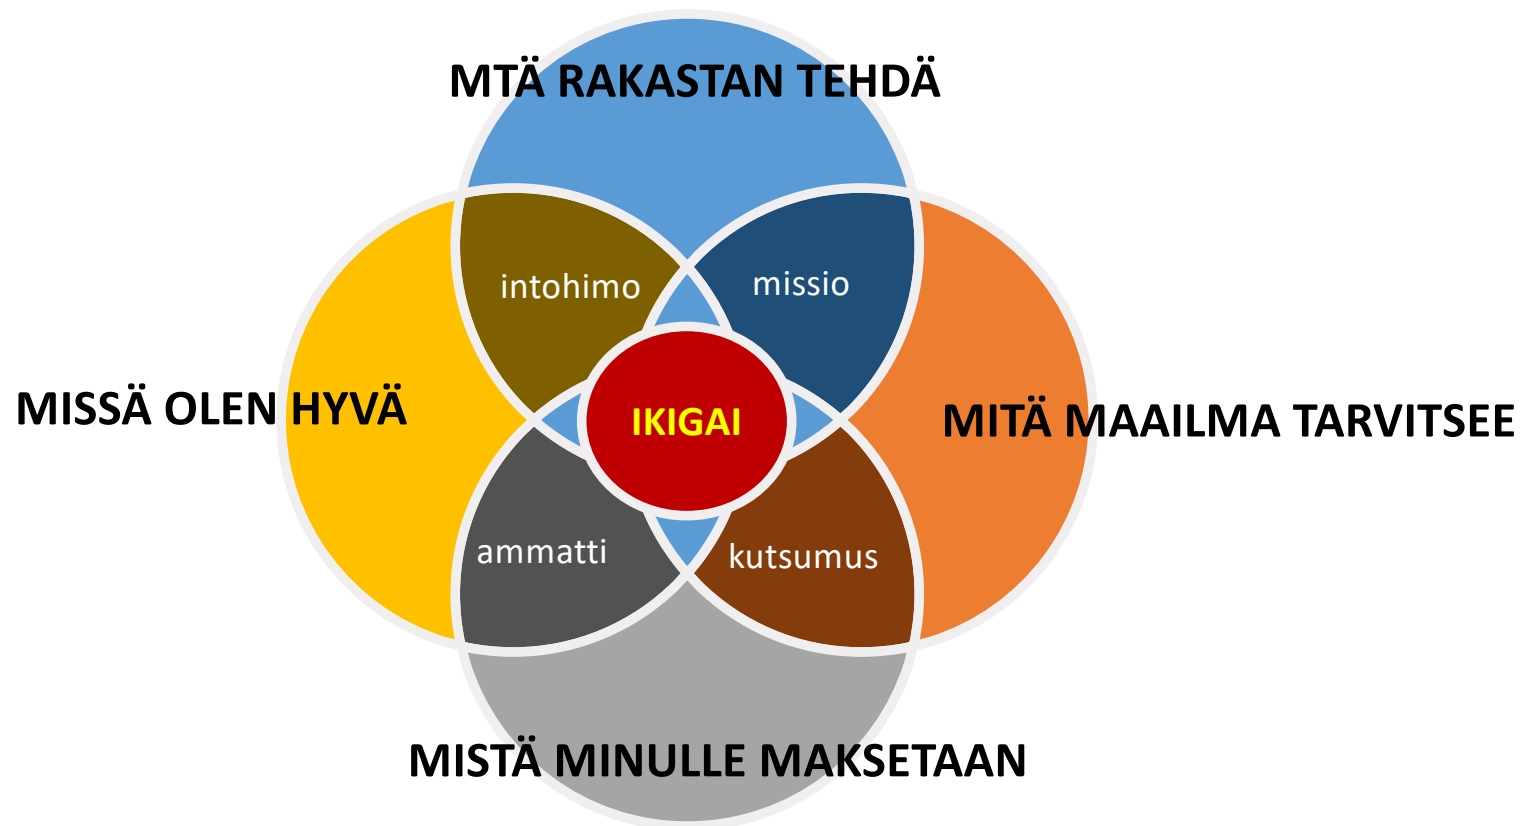 MTÄ RAKASTAN TEHDÄ
intohimo
missio
MISSÄ OLEN HYVÄ
IKIGAI
MITÄ MAAILMA TARVITSEE
ammatti
kutsumus
MISTÄ MINULLE MAKSETAAN